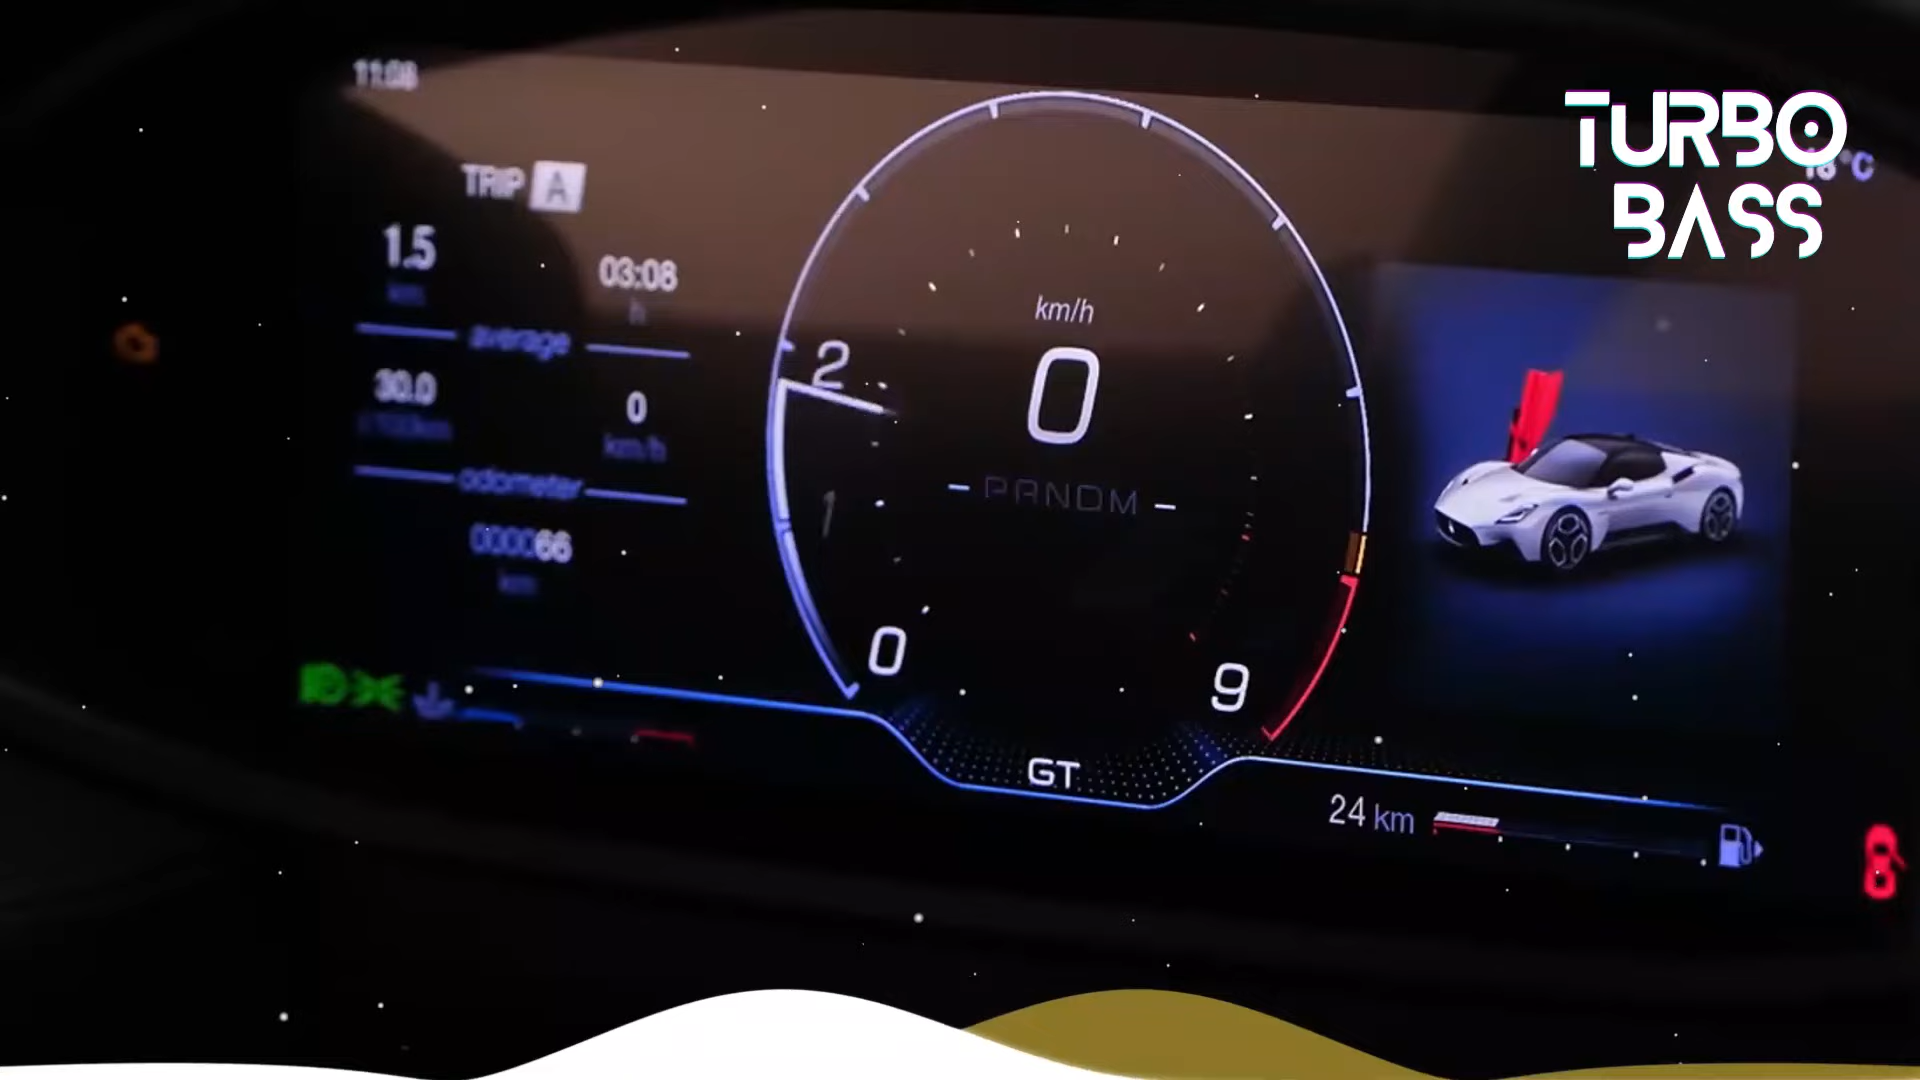 11:08
TURBO
BASS
°C
TRIP A
1.5
km
03:08
h
average
30.0
0
km/h
odometer
000066
km
km/h
0
2
1
0
9
GT
24 km